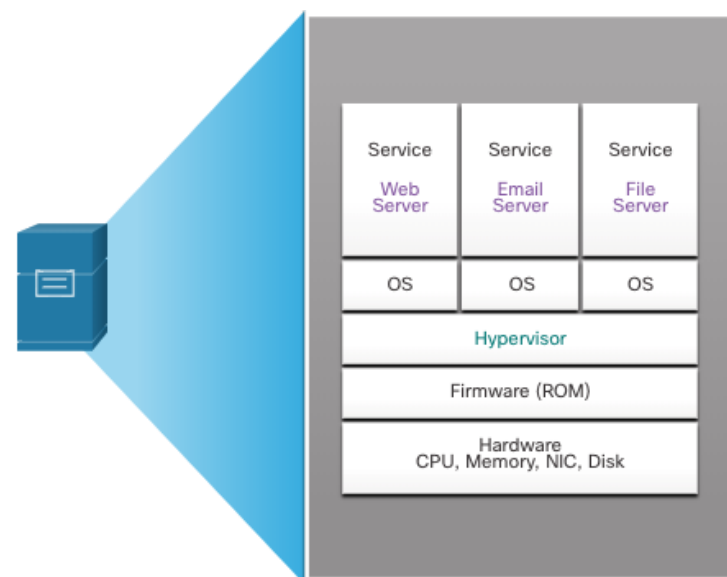 Service
Web
Server
Service
Email
Server
Service
File
Server
OS
OS
OS
Hypervisor
Firmware (ROM)
Hardware
CPU, Memory, NIC, Disk